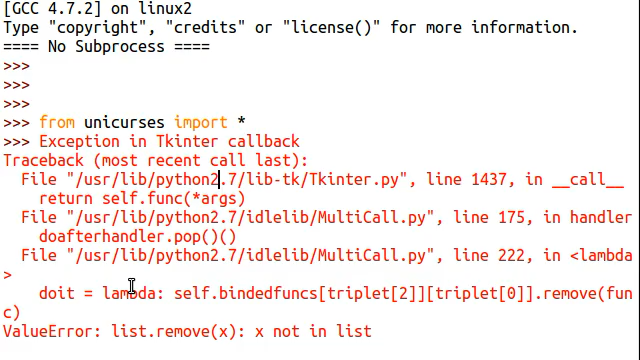 [GCC 4.7.2] on linux2
Type "copyright", "credits" or "license()" for more information.
==== No Subprocess ====
>>>
>>>
>>>
>>> from unicurses import *
>>> Exception in Tkinter callback
Traceback (most recent call last):
  File "/usr/lib/python2.7/lib-tk/Tkinter.py", line 1437, in __call__
    return self.func(*args)
  File "/usr/lib/python2.7/idlelib/MultiCall.py", line 175, in handler
    doafterhandler.pop()()
  File "/usr/lib/python2.7/idlelib/MultiCall.py", line 222, in <lambda
>
    doit = lambda: self.bindedfuncs[triplet[2]][triplet[0]].remove(fun
c)
ValueError: list.remove(x): x not in list